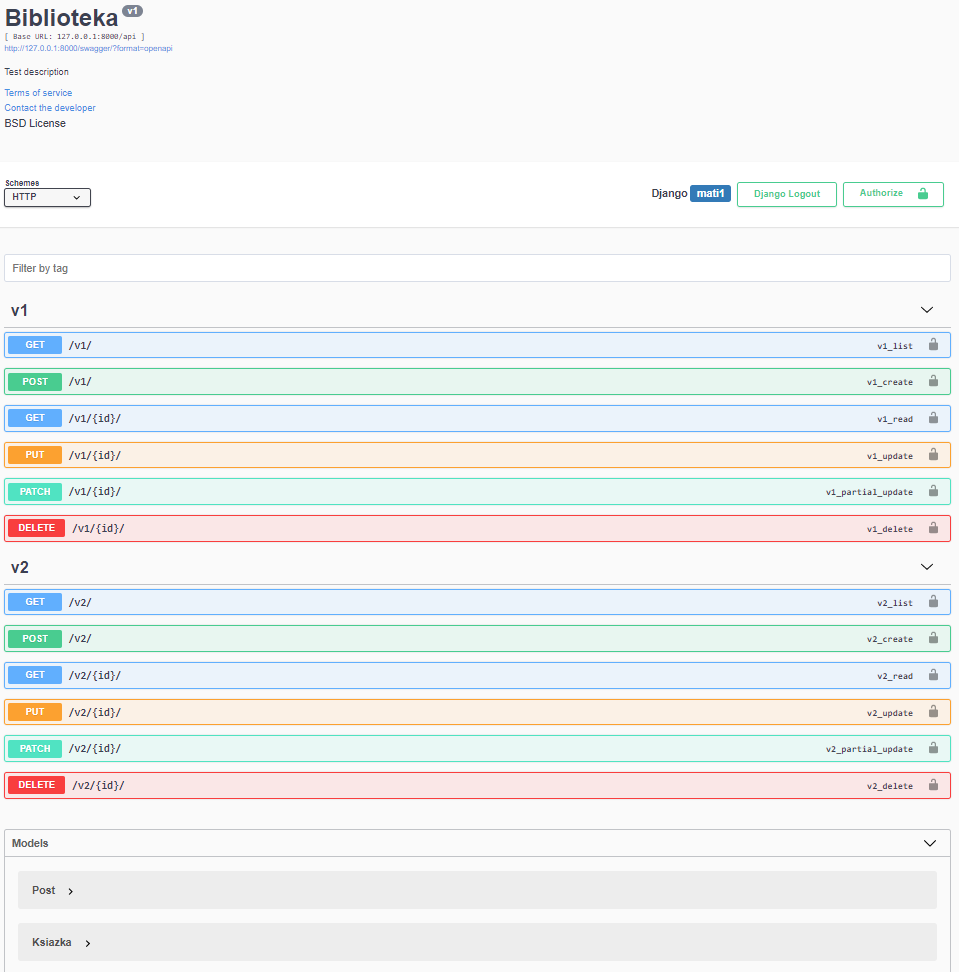 Biblioteka v1
[ Base URL: 127.0.0.1:8000/api ]
http://127.0.0.1:8000/swagger/?format=openapi
Test description
Terms of service
Contact the developer
BSD License
Schemes
HTTP
Django mati1 Django Logout Authorize
Filter by tag
v1
GET /v1/ v1_list
POST /v1/ v1_create
GET /v1/{id}/ v1_read
PUT /v1/{id}/ v1_update
PATCH /v1/{id}/ v1_partial_update
DELETE /v1/{id}/ v1_delete
v2
GET /v2/ v2_list
POST /v2/ v2_create
GET /v2/{id}/ v2_read
PUT /v2/{id}/ v2_update
PATCH /v2/{id}/ v2_partial_update
DELETE /v2/{id}/ v2_delete
Models
Post
Ksiazka